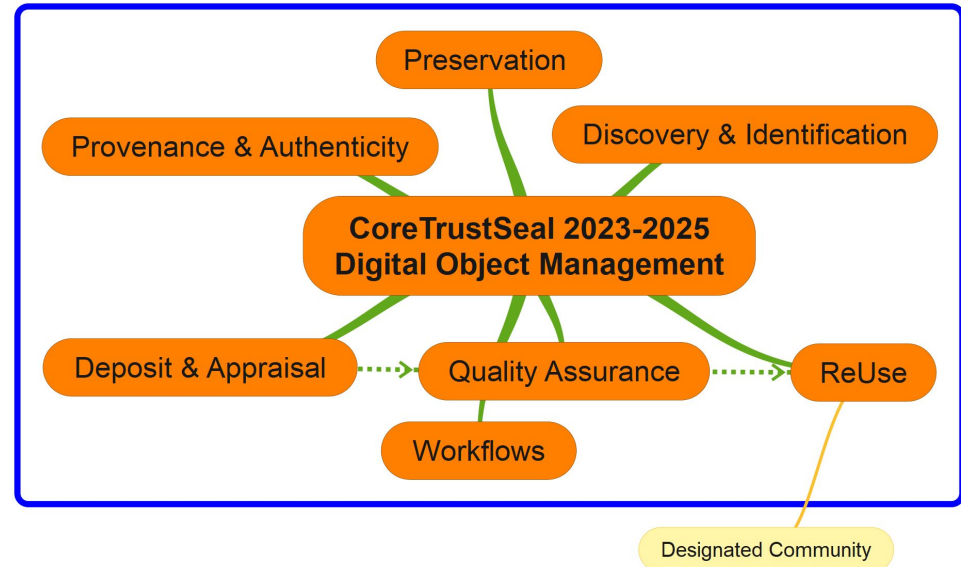 Preservation
Discovery & Identification
Provenance & Authenticity
CoreTrustSeal 2023-2025
Digital Object Management
Deposit & Appraisal
Quality Assurance
ReUse
Workflows
Designated Community